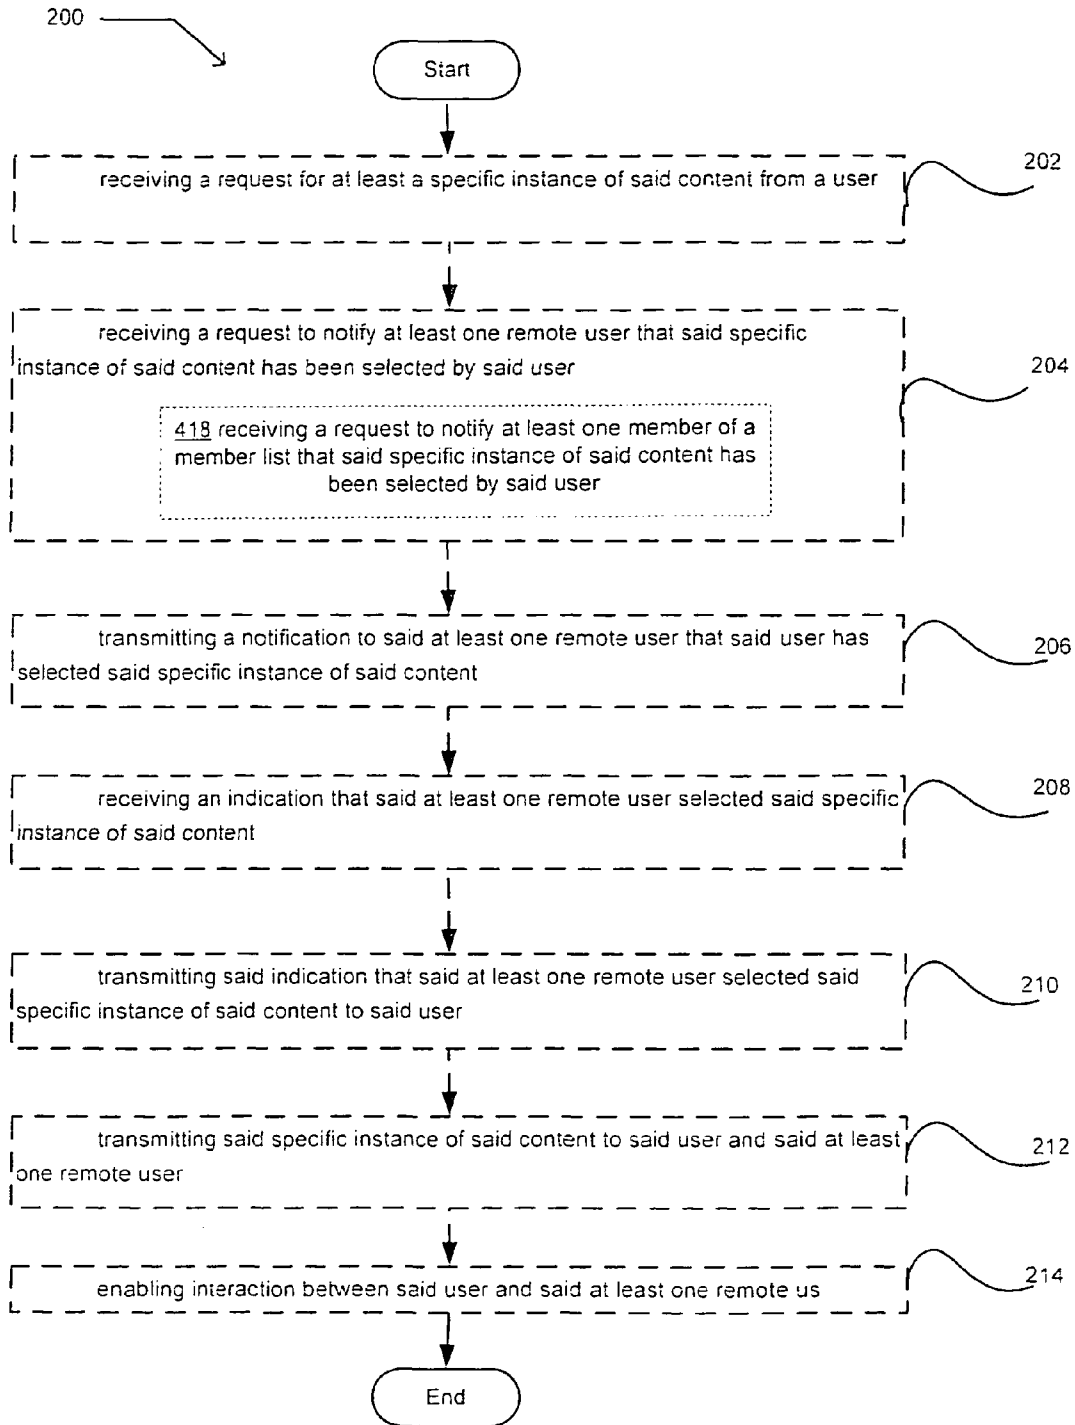 200
Start
receiving a request for at least a specific instance of said content from a user
202
receiving a request to notify at least one remote user that said specific
instance of said content has been selected by said user
204
418 receiving a request to notify at least one member of a
member list that said specific instance of said content has
been selected by said user
transmitting a notification to said at least one remote user that said user has
selected said specific instance of said content
206
receiving an indication that said at least one remote user selected said specific
instance of said content
208
transmitting said indication that said at least one remote user selected said
specific instance of said content to said user
210
transmitting said specific instance of said content to said user and said at least
one remote user
212
enabling interaction between said user and said at least one remote us
214
End